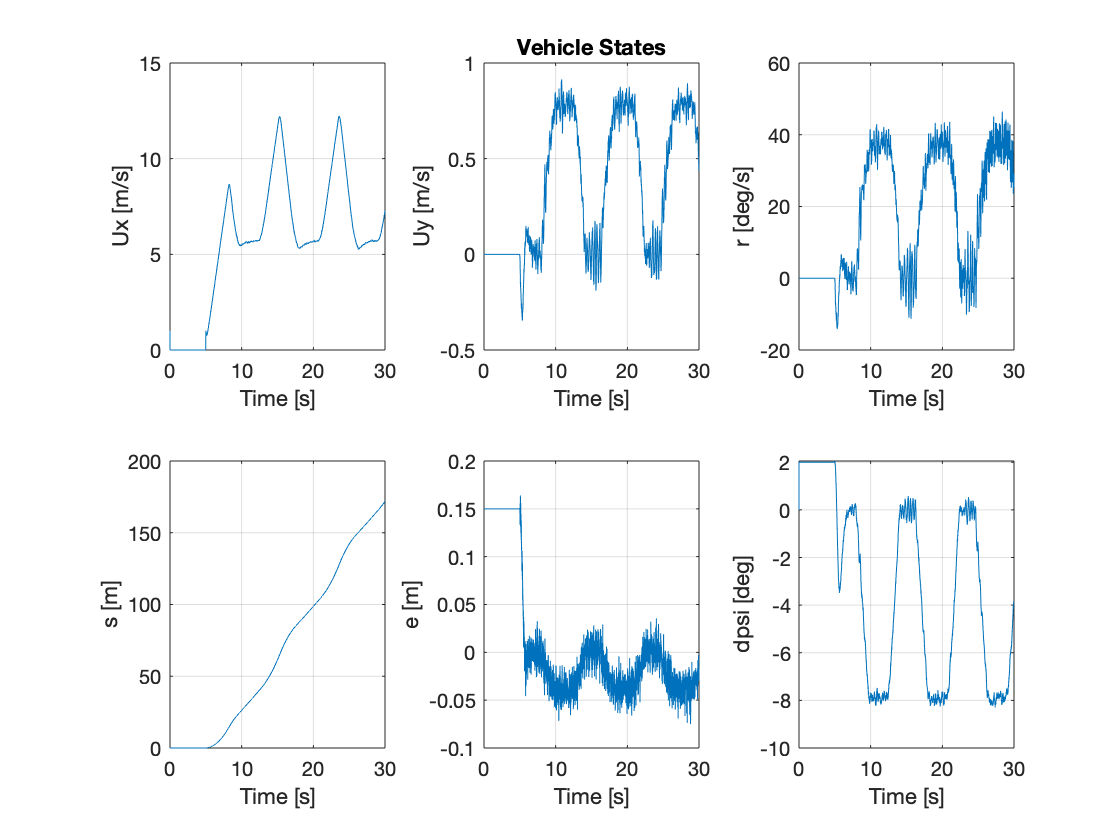 Vehicle States
15
10
5
0
Ux [m/s]
0 10 20 30
Time [s]
1
0.5
0
-0.5
Uy [m/s]
0 10 20 30
Time [s]
60
40
20
0
-20
r [deg/s]
0 10 20 30
Time [s]
200
150
100
50
0
s [m]
0 10 20 30
Time [s]
0.2
0.15
0.1
0.05
0
-0.05
-0.1
e [m]
0 10 20 30
Time [s]
2
0
-2
-4
-6
-8
-10
dpsi [deg]
0 10 20 30
Time [s]